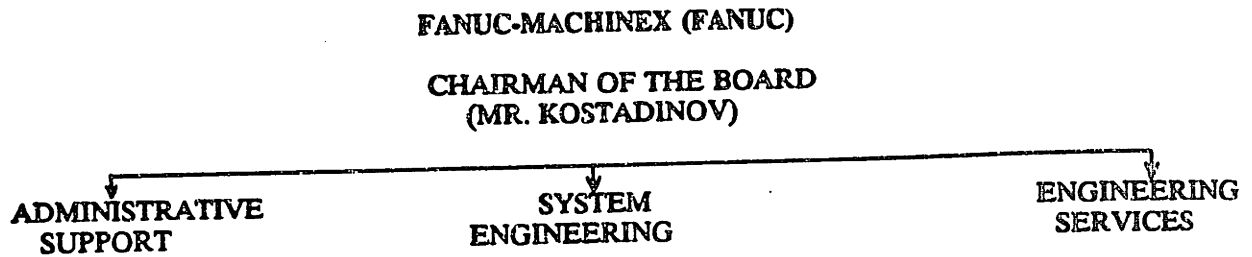 FANUC-MACHINEX (FANUC)
CHAIRMAN OF THE BOARD
(MR. KOSTADINOV)
ADMINISTRATIVE
SUPPORT
SYSTEM
ENGINEERING
ENGINEERING
SERVICES